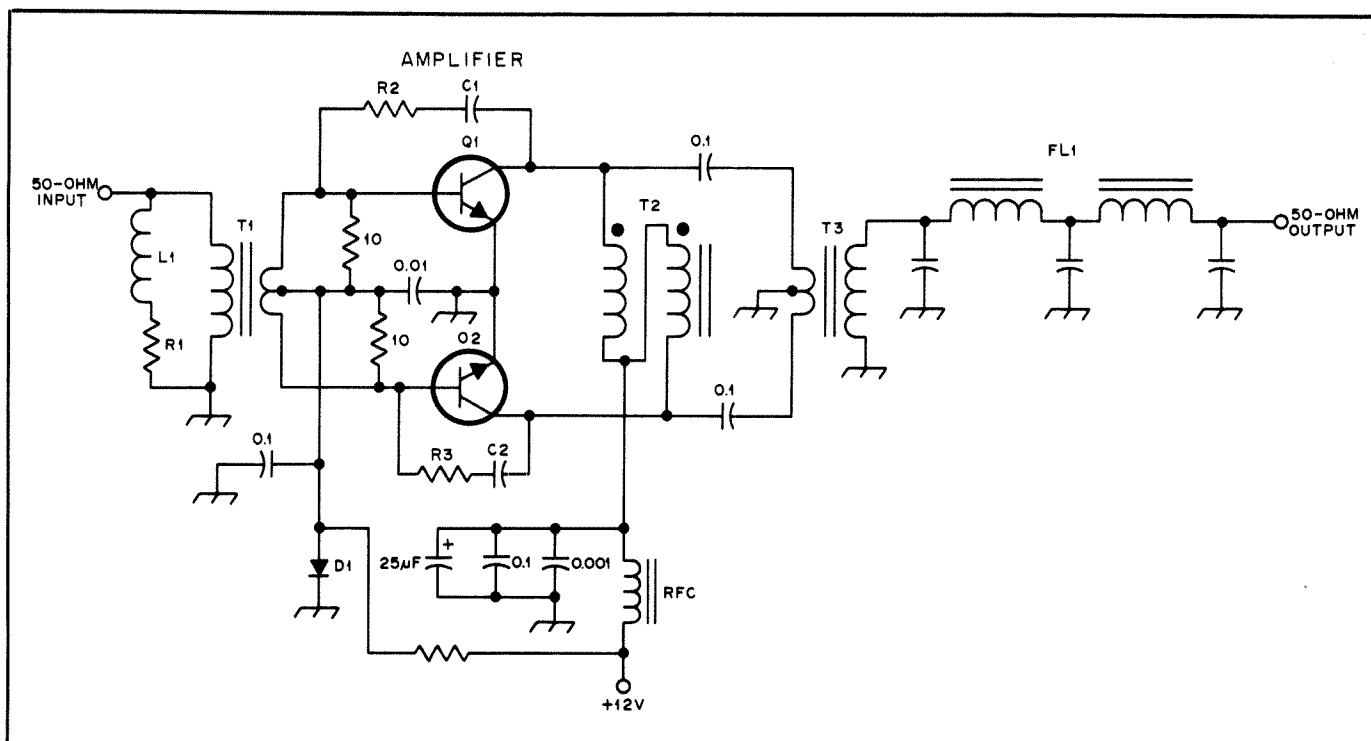 AMPLIFIER
R2
C1
Q1
0.1
FL1
50-OHM
INPUT
T1
T2
T3
50-OHM
OUTPUT
10
L1
0.01
R1
10
Q2
0.1
0.1
R3
C2
D1
25µF
+
0.1
0.001
RFC
+12V